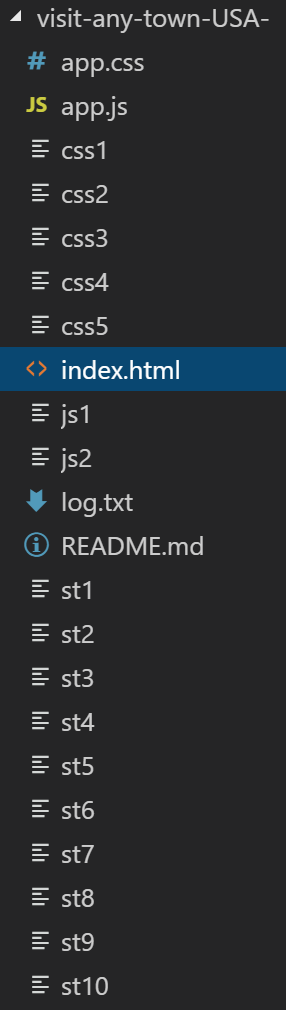 visit-any-town-USA-
# app.css
JS app.js
css1
css2
css3
css4
css5
<> index.html
js1
js2
log.txt
README.md
st1
st2
st3
st4
st5
st6
st7
st8
st9
st10